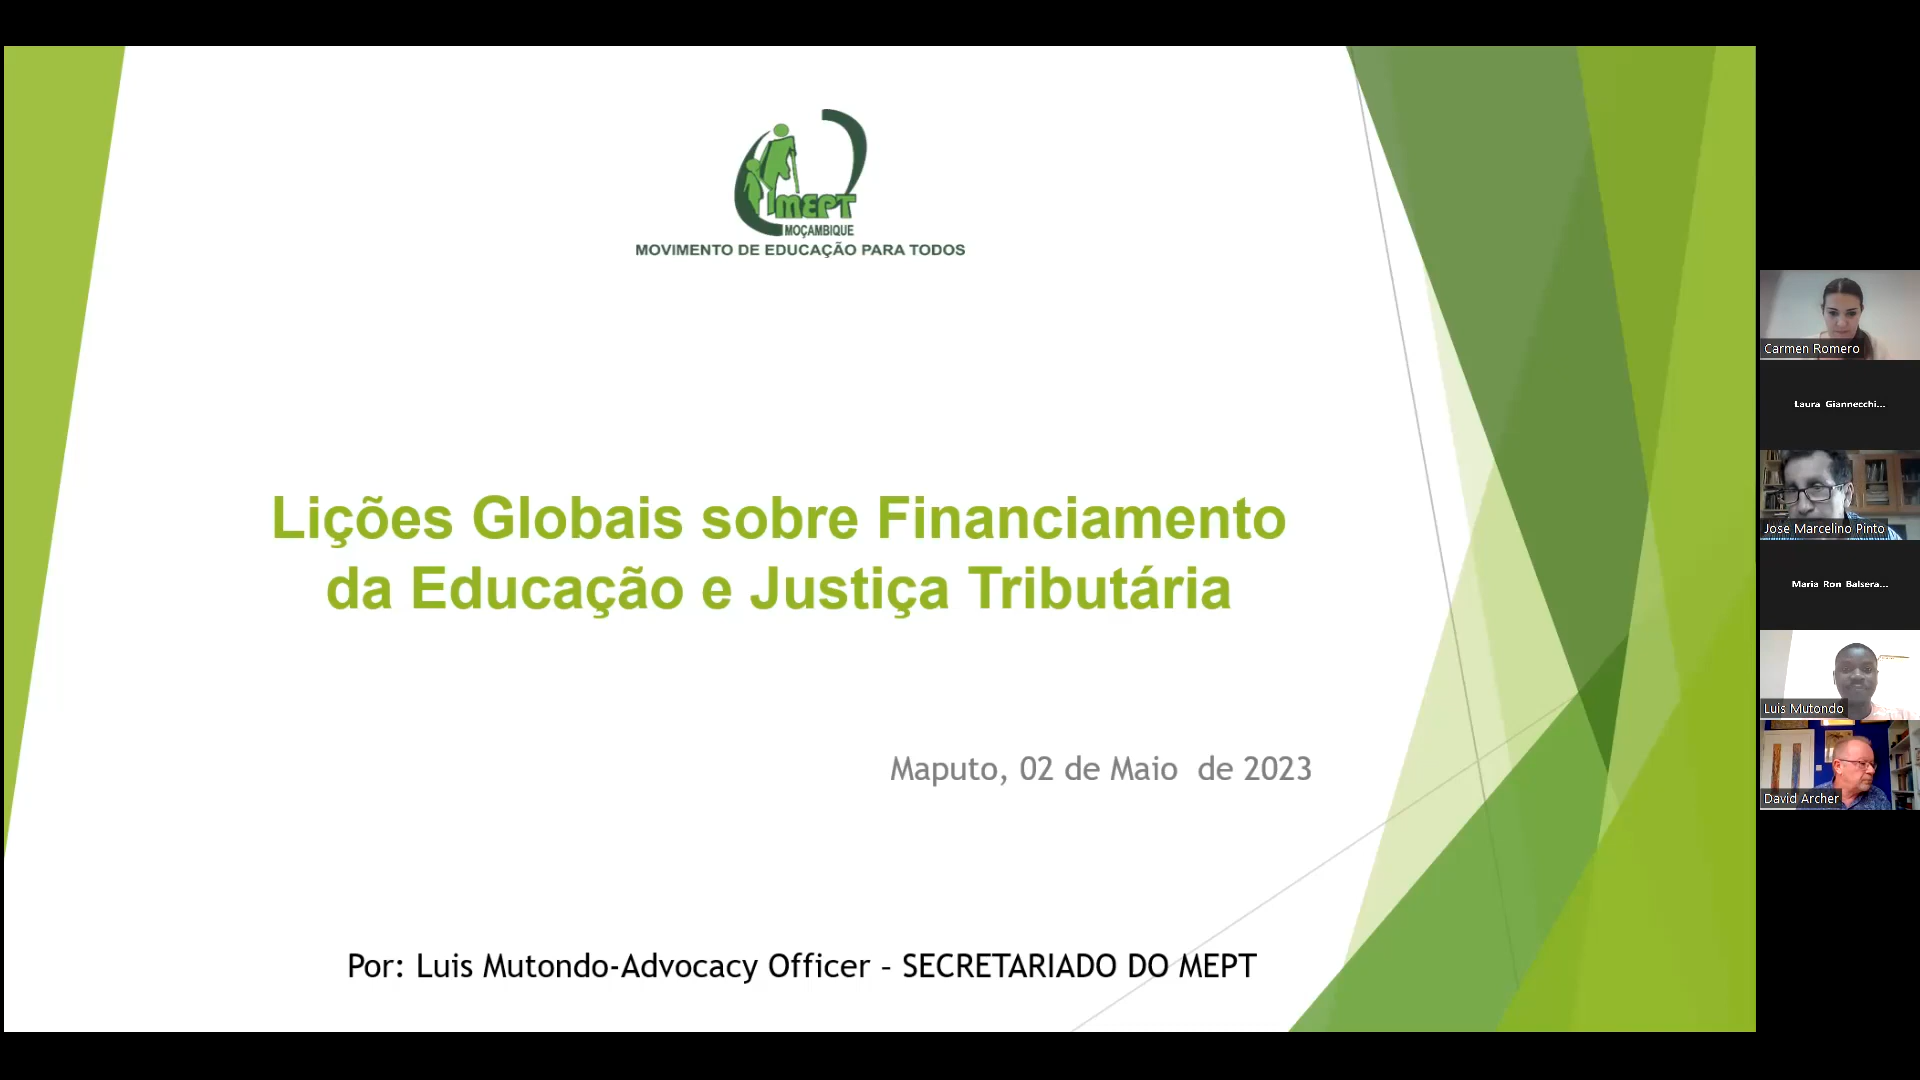 MEPT
MOÇAMBIQUE
MOVIMENTO DE EDUCAÇÃO PARA TODOS
Lições Globais sobre Financiamento
da Educação e Justiça Tributária
Maputo, 02 de Maio de 2023
Por: Luis Mutondo-Advocacy Officer – SECRETARIADO DO MEPT
Carmen Romero
Laura Giannecchi...
Jose Marcelino Pinto
Maria Ron Balsera...
Luis Mutondo
David Archer